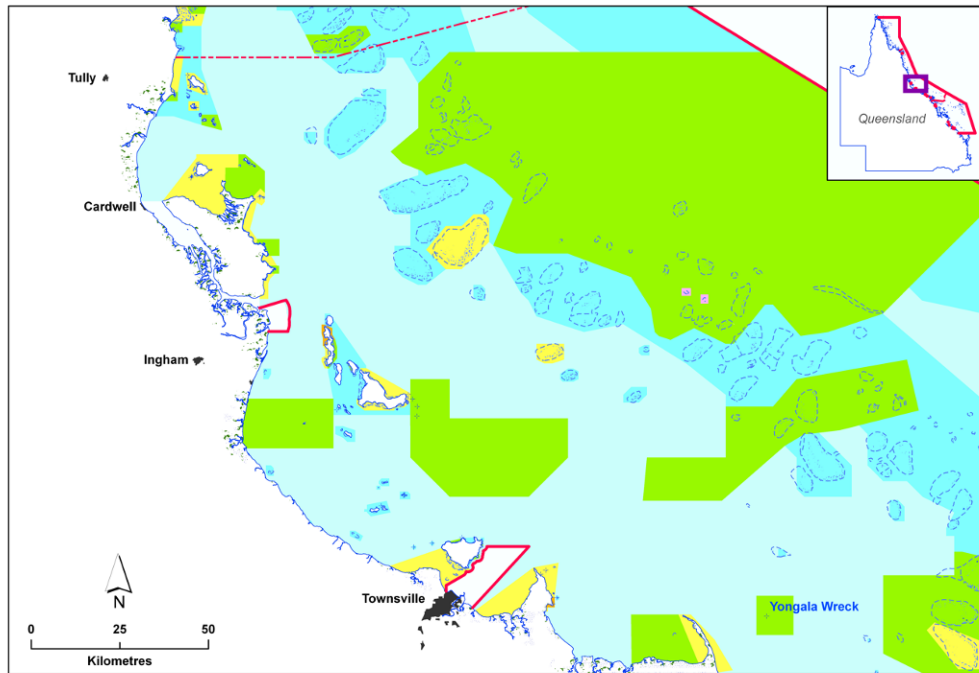 Tully
Queensland
Cardwell
Ingham
N
Townsville
Yongala Wreck
0 25 50
Kilometres